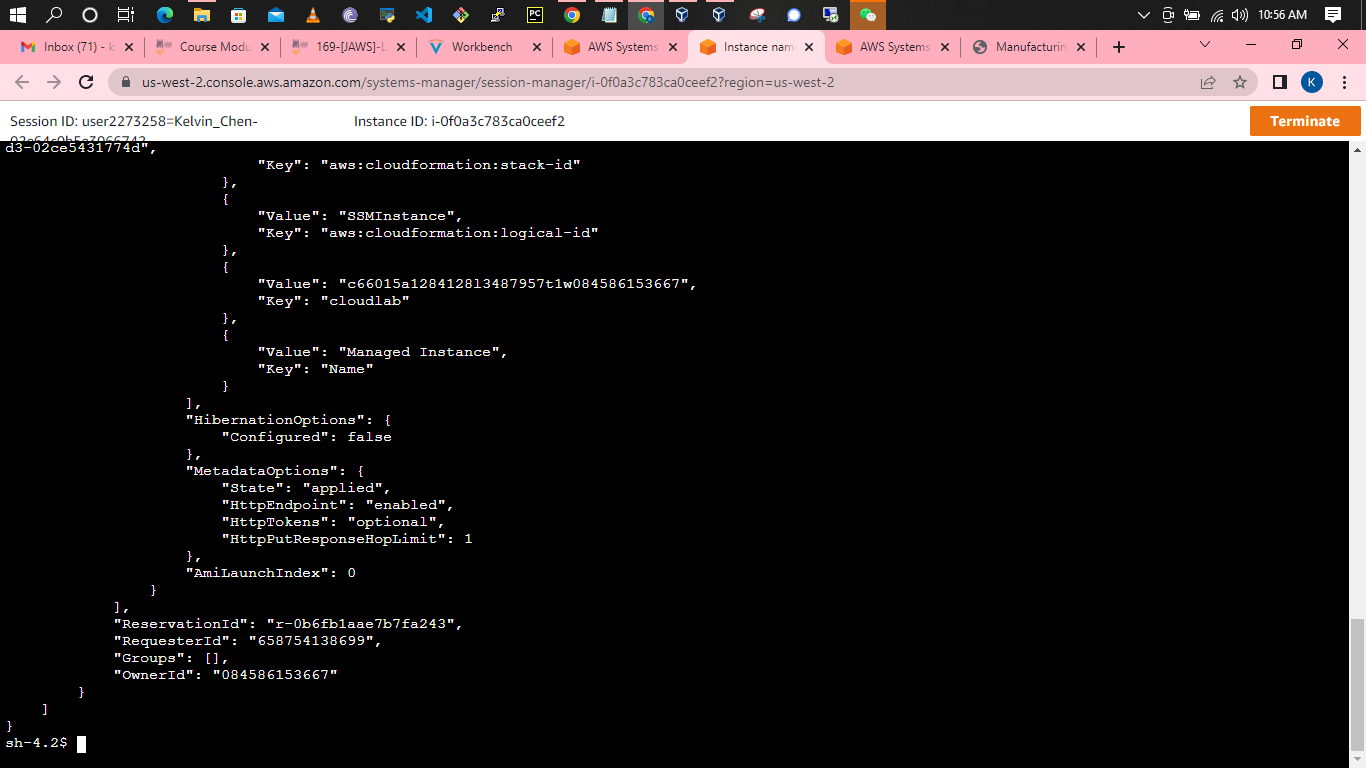 10:56 AM
Inbox (71) - k
Course Modu
169-[JAWS]-L
Workbench
AWS Systems
Instance nam
AWS Systems
Manufacturin
us-west-2.console.aws.amazon.com/systems-manager/session-manager/i-0f0a3c783ca0ceef2?region=us-west-2
K
Session ID: user2273258=Kelvin_Chen-
Instance ID: i-0f0a3c783ca0ceef2
Terminate
d3-02ce5431774d",
"Key": "aws:cloudformation:stack-id"
},
{
"Value": "SSMInstance",
"Key": "aws:cloudformation:logical-id"
},
{
"Value": "c66015a1284128l3487957t1w084586153667",
"Key": "cloudlab"
},
{
"Value": "Managed Instance",
"Key": "Name"
}
],
"HibernationOptions": {
"Configured": false
},
"MetadataOptions": {
"State": "applied",
"HttpEndpoint": "enabled",
"HttpTokens": "optional",
"HttpPutResponseHopLimit": 1
},
"AmiLaunchIndex": 0
}
],
"ReservationId": "r-0b6fb1aae7b7fa243",
"RequesterId": "658754138699",
"Groups": [],
"OwnerId": "084586153667"
}
]
}
sh-4.2$